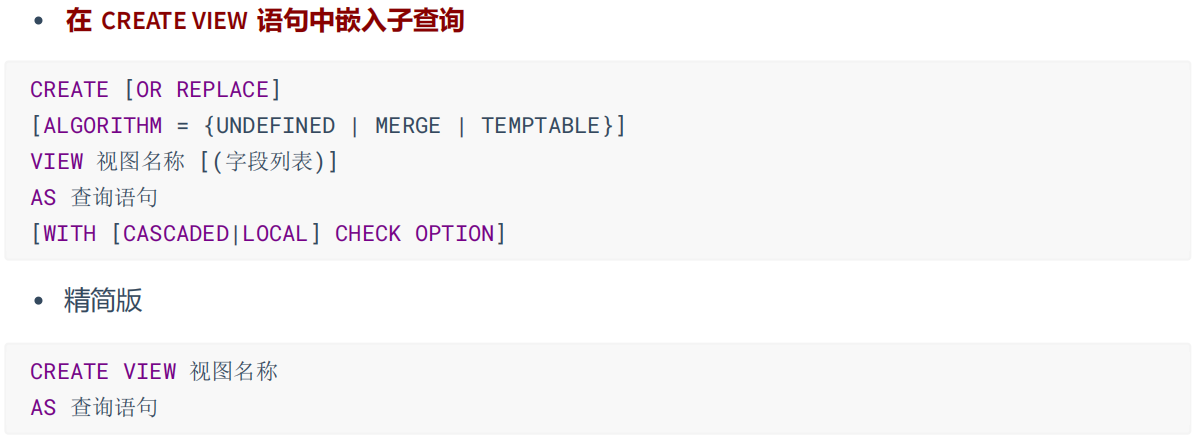 • 在 CREATE VIEW 语句中嵌入子查询
CREATE [OR REPLACE]
[ALGORITHM = {UNDEFINED | MERGE | TEMPTABLE}]
VIEW 视图名称 [(字段列表)]
AS 查询语句
[WITH [CASCADED|LOCAL] CHECK OPTION]
• 精简版
CREATE VIEW 视图名称
AS 查询语句